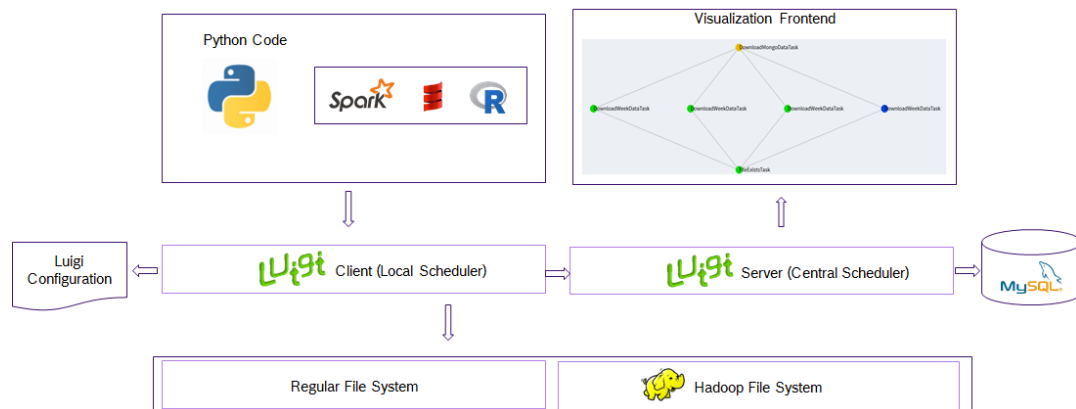 Python Code
Spark
R
Visualization Frontend
DownloadMongoDataTask
DownloadWeekDataTask
DownloadWeekDataTask
DownloadWeekDataTask
DownloadWeekDataTask
FileExistsTask
Luigi
Configuration
LUigi Client (Local Scheduler)
LUigi Server (Central Scheduler)
MySQL®
Regular File System
Hadoop File System